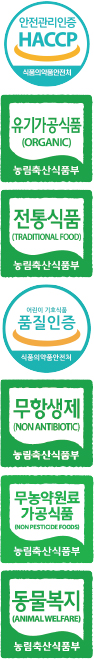 안전관리인증
HACCP
식품의약품안전처
유기가공식품
(ORGANIC)
농림축산식품부
전통식품
(TRADITIONAL FOOD)
농림축산식품부
어린이 기호식품
품질인증
식품의약품안전처
무항생제
(NON ANTIBIOTIC)
농림축산식품부
무농약원료
가공식품
(NON PESTICIDE FOODS)
농림축산식품부
동물복지
(ANIMAL WELFARE)
농림축산식품부